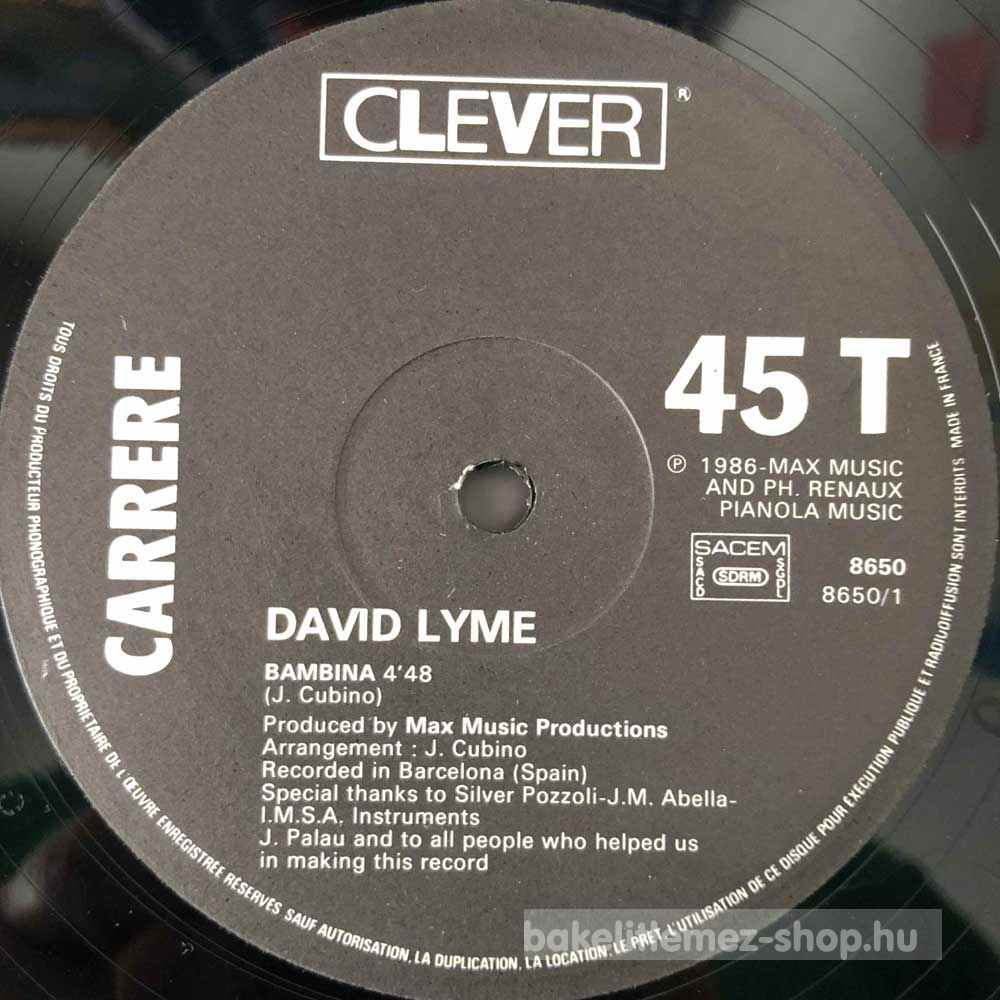 CLEVER ®
CARRERE
45 T
℗ 1986-MAX MUSIC
AND PH. RENAUX
PIANOLA MUSIC
SACEM
SACD
SDRM
SGDL
8650
8650/1
DAVID LYME
BAMBINA 4'48
(J. Cubino)
Produced by Max Music Productions
Arrangement : J. Cubino
Recorded in Barcelona (Spain)
Special thanks to Silver Pozzoli-J.M. Abella-
I.M.S.A. Instruments
J. Palau and to all people who helped us
in making this record
TOUS DROITS DU PRODUCTEUR PHONOGRAPHIQUE ET DU PROPRIETAIRE DE L'ŒUVRE ENREGISTREE RESERVES SAUF AUTORISATION, LA DUPLICATION, LA LOCATION, LE PRET, L'UTILISATION DE CE DISQUE POUR EXECUTION PUBLIQUE ET RADIODIFFUSION SONT INTERDITS MADE IN FRANCE
bakelitlemez-shop.hu